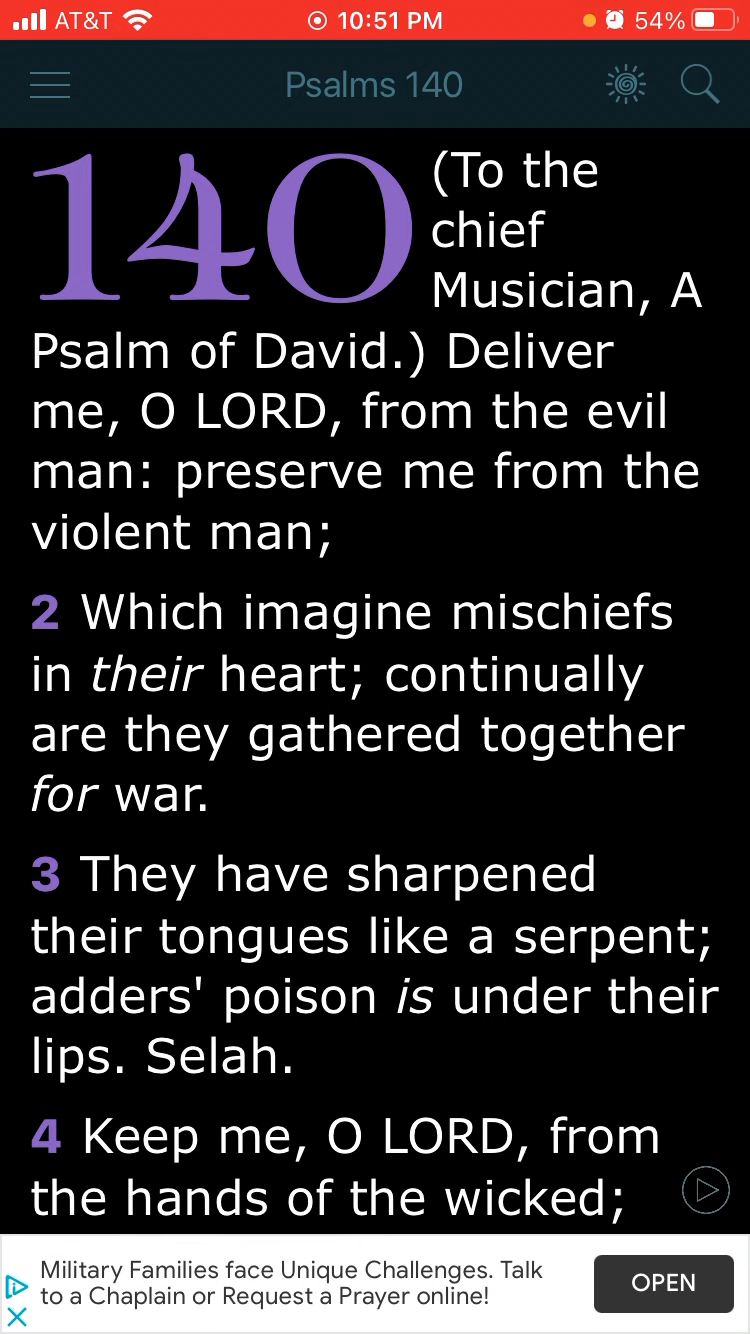 AT&T 10:51 PM 54%
Psalms 140
140 (To the
chief
Musician, A
Psalm of David.) Deliver
me, O LORD, from the evil
man: preserve me from the
violent man;
2 Which imagine mischiefs
in their heart; continually
are they gathered together
for war.
3 They have sharpened
their tongues like a serpent;
adders' poison is under their
lips. Selah.
4 Keep me, O LORD, from
the hands of the wicked;
Military Families face Unique Challenges. Talk
to a Chaplain or Request a Prayer online!
OPEN